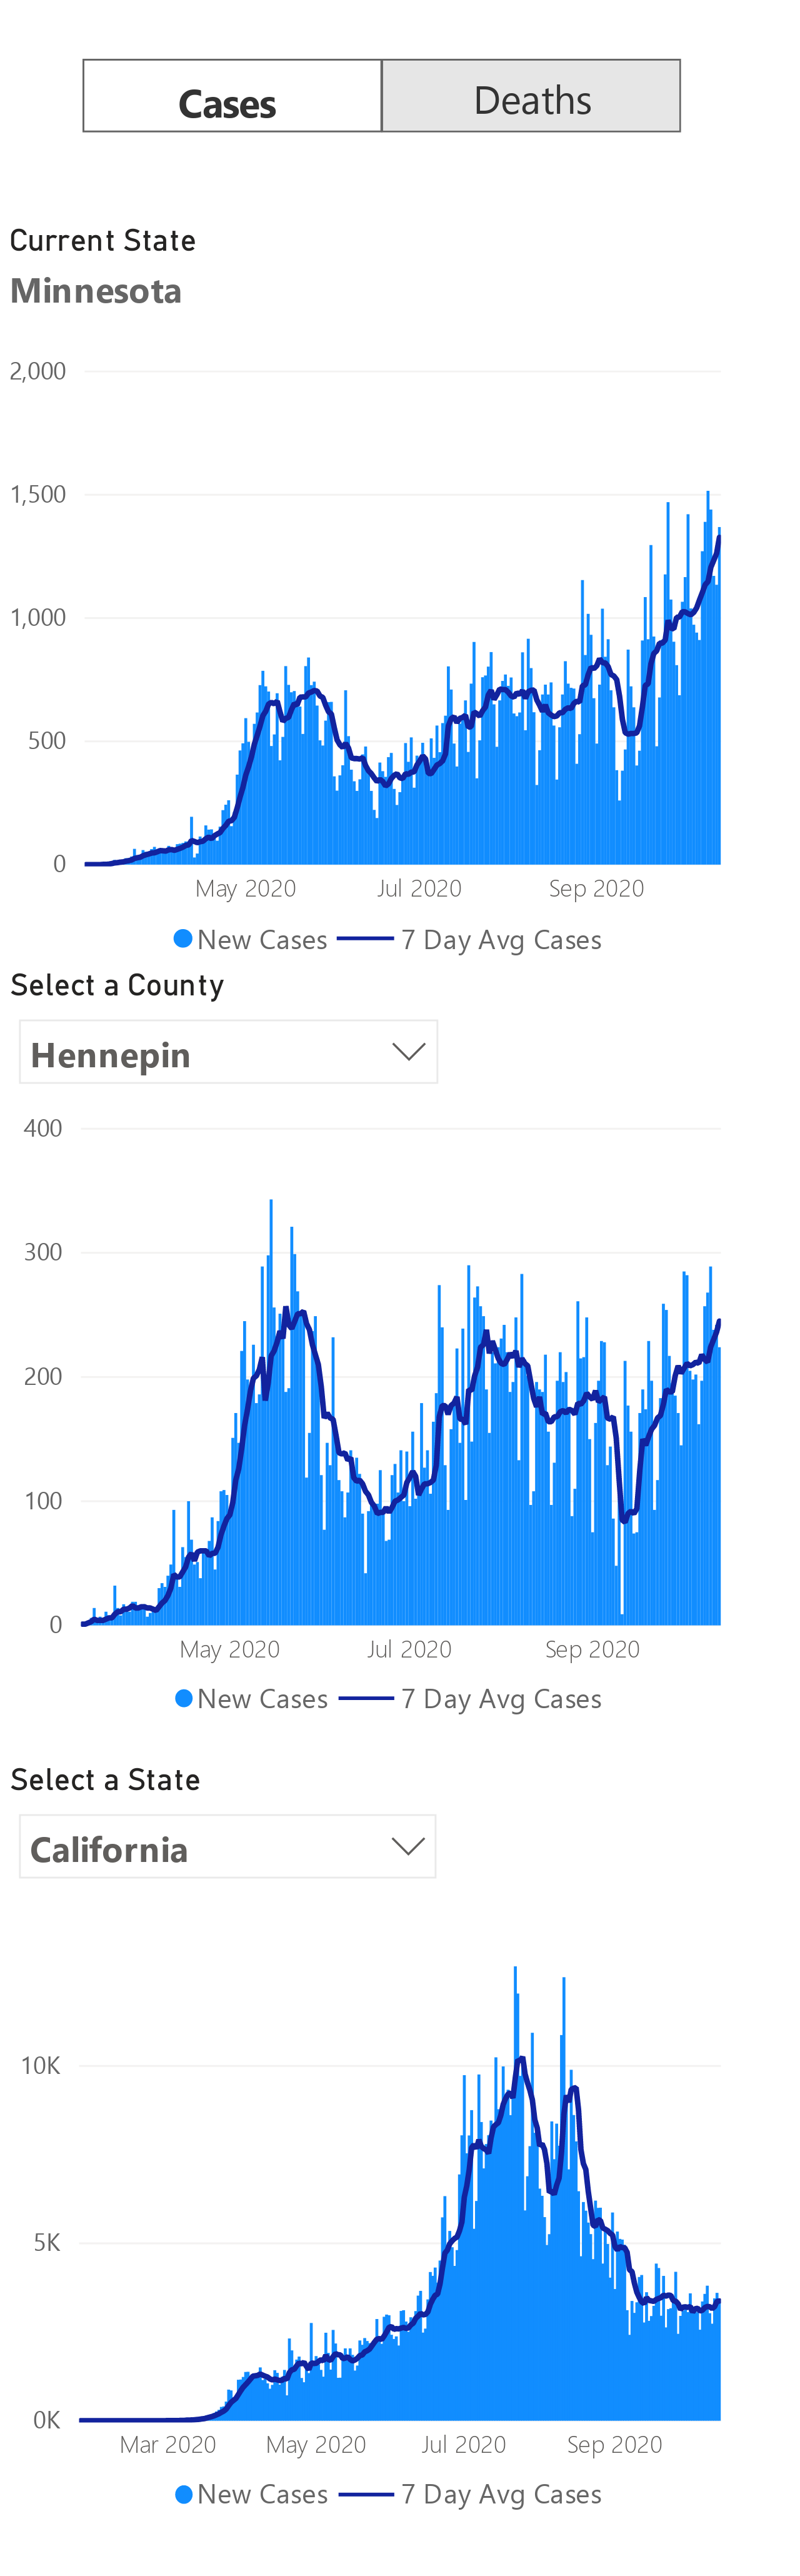 Cases Deaths
Current State
Minnesota
2,000
1,500
1,000
500
0
May 2020 Jul 2020 Sep 2020
New Cases 7 Day Avg Cases
Select a County
Hennepin
400
300
200
100
0
May 2020 Jul 2020 Sep 2020
New Cases 7 Day Avg Cases
Select a State
California
10K
5K
0K
Mar 2020 May 2020 Jul 2020 Sep 2020
New Cases 7 Day Avg Cases